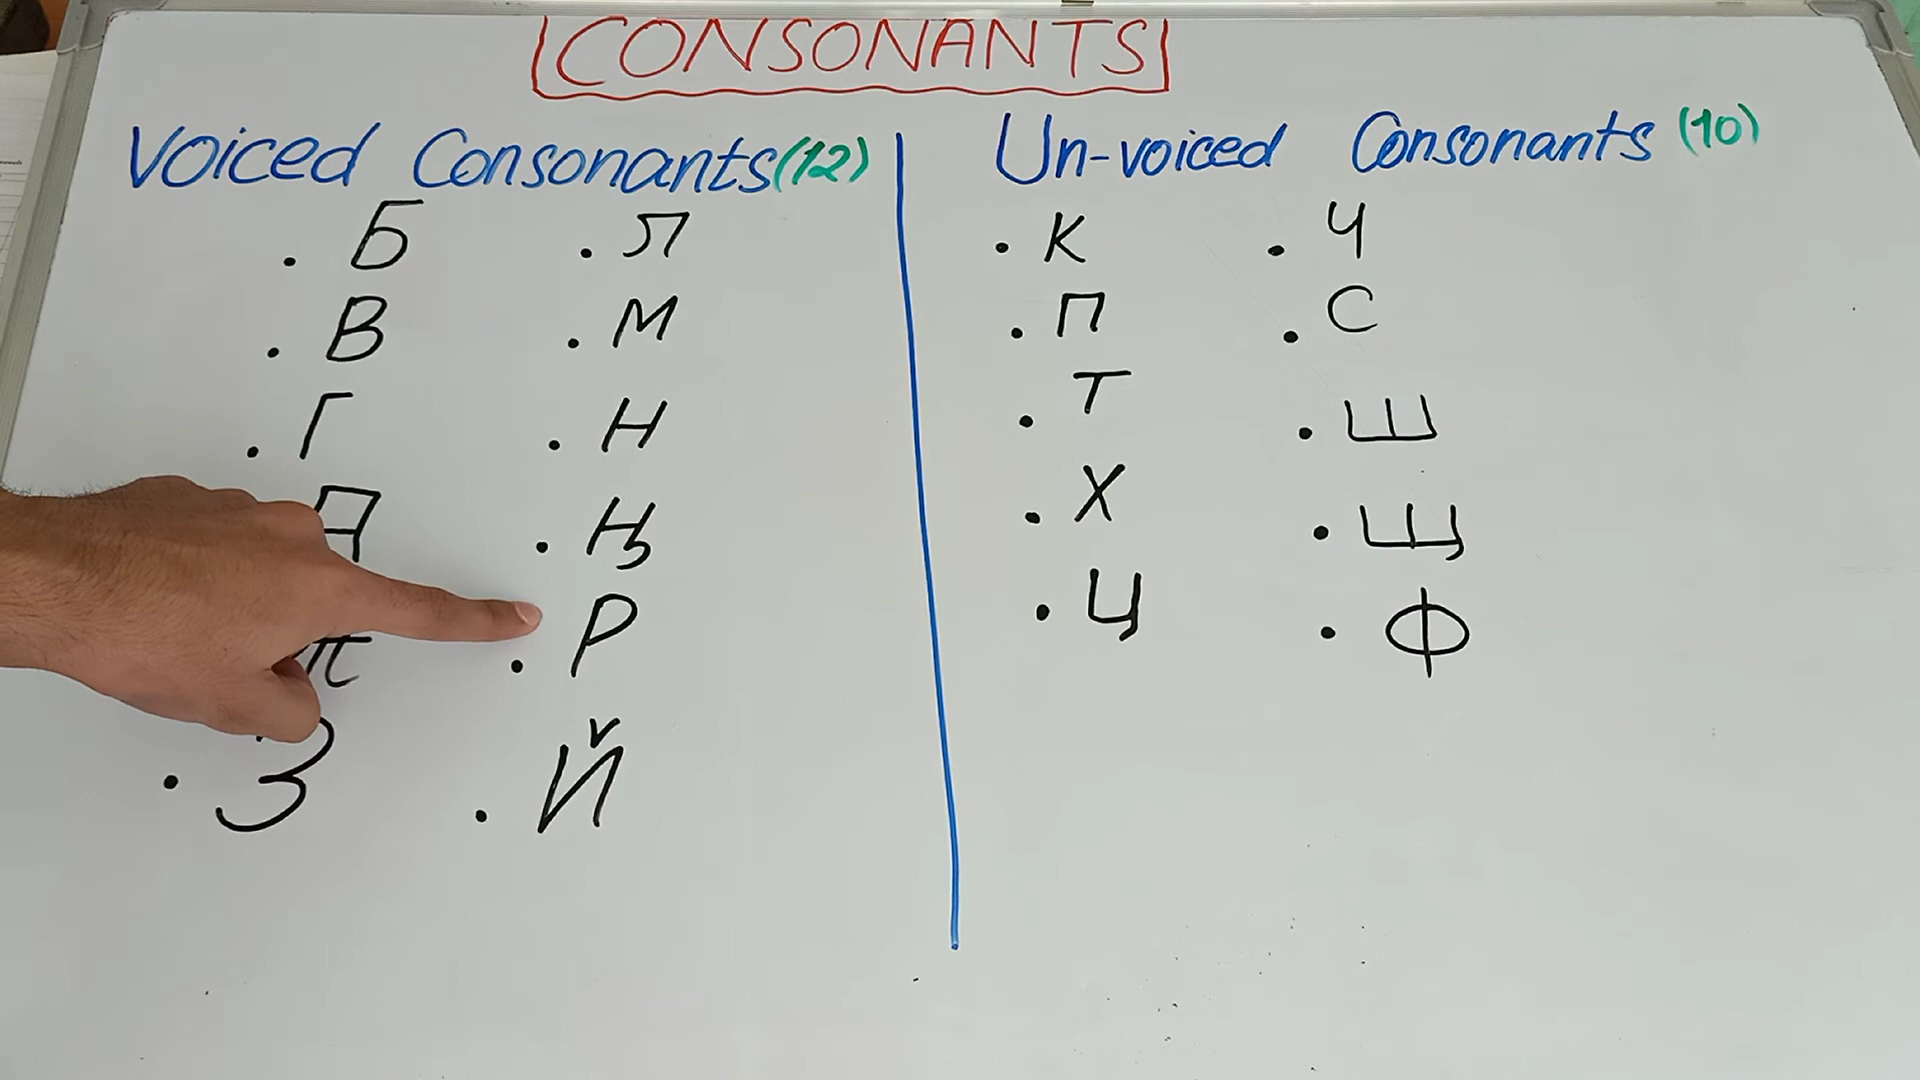 CONSONANTS
Voiced Consonants (12)
Un-voiced Consonants (10)
Б Л
В М
Г Н
Д Ң
Р
З Й
К Ч
П С
Т Ш
Х Щ
Ц Ф